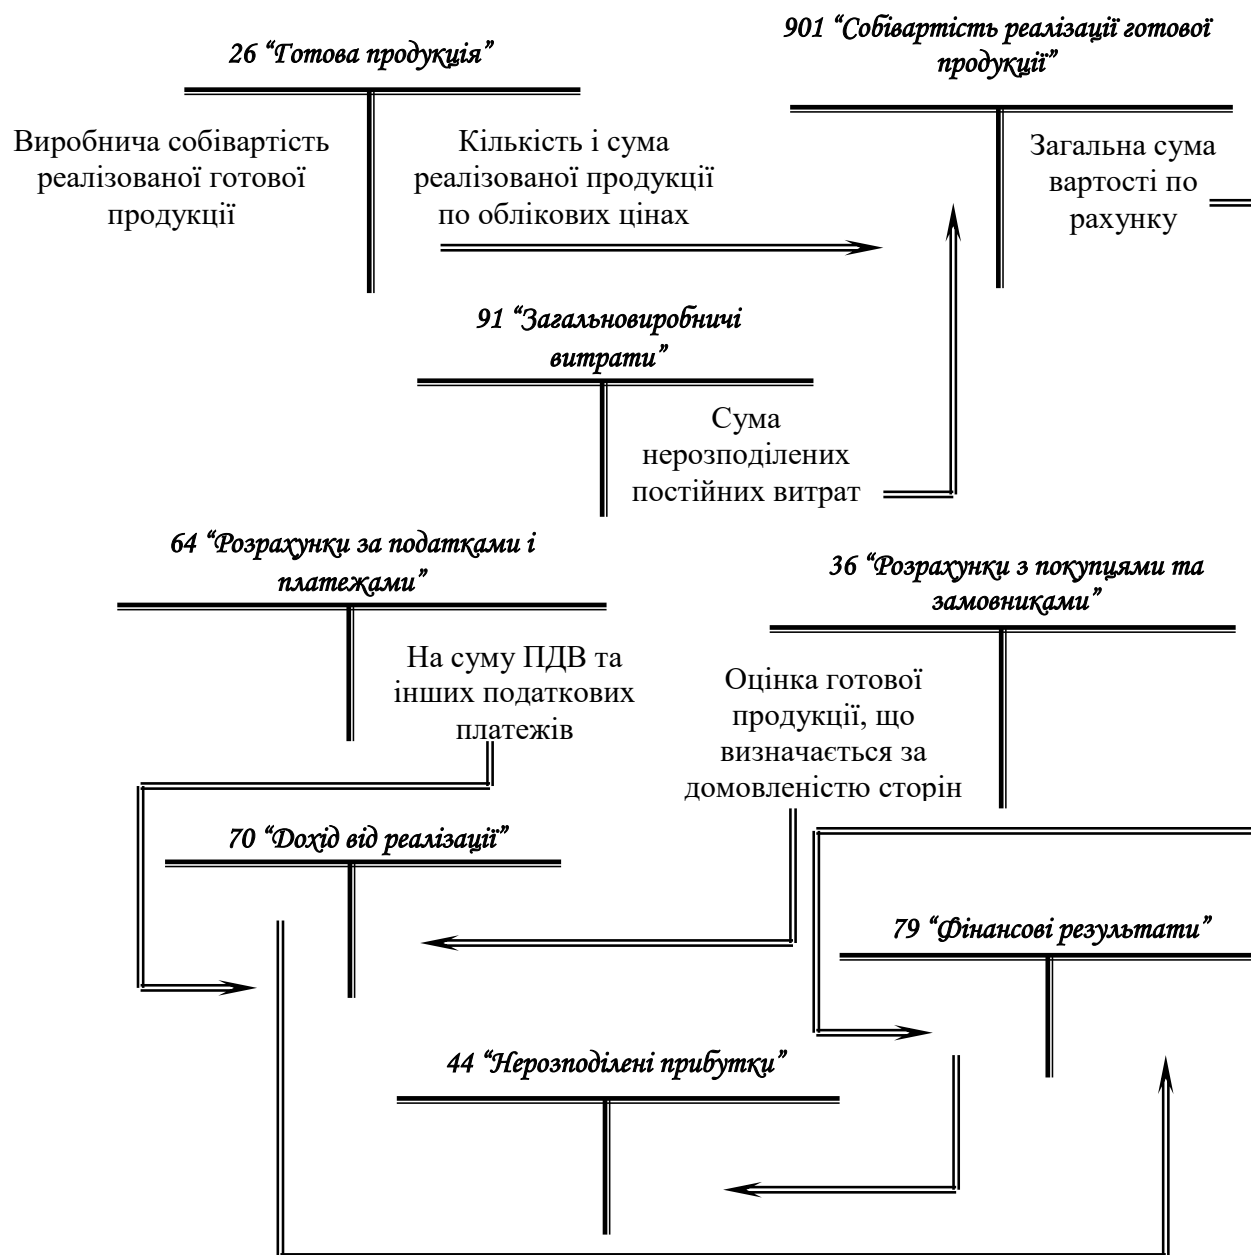 26 “Готова продукція”
901 “Собівартість реалізації готової
продукції”
Виробнича собівартість
реалізованої готової
продукції
Кількість і сума
реалізованої продукції
по облікових цінах
Загальна сума
вартості по
рахунку
91 “Загальновиробничі
витрати”
Сума
нерозподілених
постійних витрат
64 “Розрахунки за податками і
платежами”
На суму ПДВ та
інших податкових
платежів
36 “Розрахунки з покупцями та
замовниками”
Оцінка готової
продукції, що
визначається за
домовленістю сторін
70 “Дохід від реалізації”
79 “Фінансові результати”
44 “Нерозподілені прибутки”